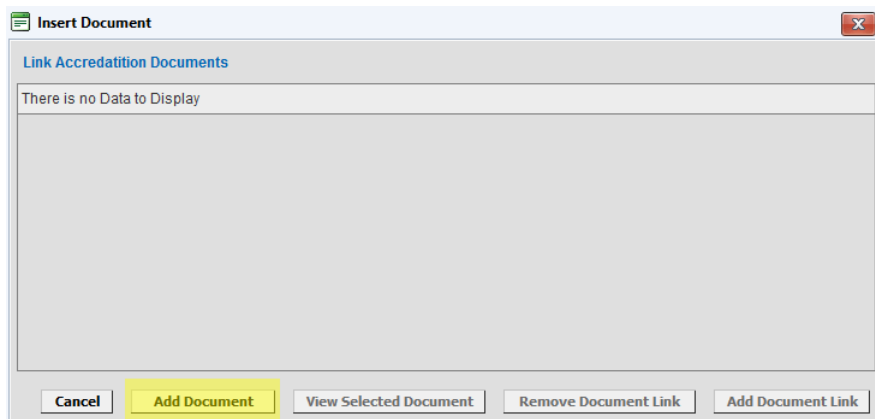 Insert Document
Link Accredatition Documents
There is no Data to Display
Cancel Add Document View Selected Document Remove Document Link Add Document Link